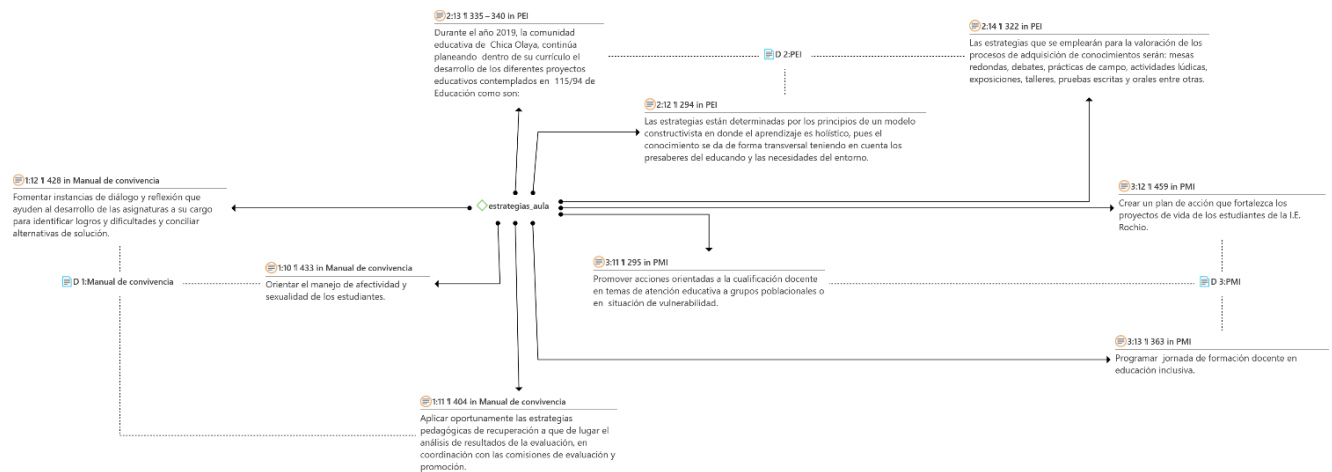 2:13 ¶ 335 – 340 in PEI
Durante el año 2019, la comunidad
educativa de Chica Olaya, continúa
planeando dentro de su currículo el
desarrollo de los diferentes proyectos
educativos contemplados en 115/94 de
Educación como son:
D 2:PEI
2:14 ¶ 322 in PEI
Las estrategias que se emplearán para la valoración de los
procesos de adquisición de conocimientos serán: mesas
redondas, debates, prácticas de campo, actividades lúdicas,
exposiciones, talleres, pruebas escritas y orales entre otras.
2:12 ¶ 294 in PEI
Las estrategias están determinadas por los principios de un modelo
constructivista en donde el aprendizaje es holístico, pues el
conocimiento se da de forma transversal teniendo en cuenta los
presaberes del educando y las necesidades del entorno.
1:12 ¶ 428 in Manual de convivencia
Fomentar instancias de diálogo y reflexión que
ayuden al desarrollo de las asignaturas a su cargo
para identificar logros y dificultades y conciliar
alternativas de solución.
estrategias_aula
3:12 ¶ 459 in PMI
Crear un plan de acción que fortalezca los
proyectos de vida de los estudiantes de la I.E.
Rochio.
D 1:Manual de convivencia
1:10 ¶ 433 in Manual de convivencia
Orientar el manejo de afectividad y
sexualidad de los estudiantes.
3:11 ¶ 295 in PMI
Promover acciones orientadas a la cualificación docente
en temas de atención educativa a grupos poblacionales o
en situación de vulnerabilidad.
D 3:PMI
3:13 ¶ 363 in PMI
Programar jornada de formación docente en
educación inclusiva.
1:11 ¶ 404 in Manual de convivencia
Aplicar oportunamente las estrategias
pedagógicas de recuperación a que de lugar el
análisis de resultados de la evaluación, en
coordinación con las comisiones de evaluación y
promoción.